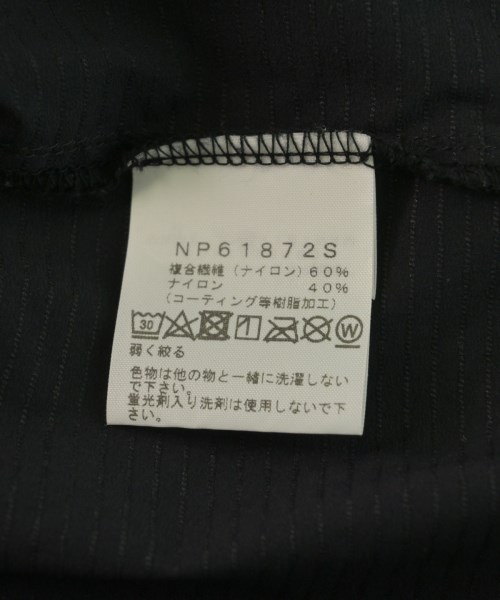 NP61872S
複合繊維（ナイロン）60%
ナイロン 40%
(コーティング等樹脂加工)
30 W
弱く絞る
色物は他の物と一緒に洗濯しない
で下さい。
蛍光剤入り洗剤は使用しないで下
さい。